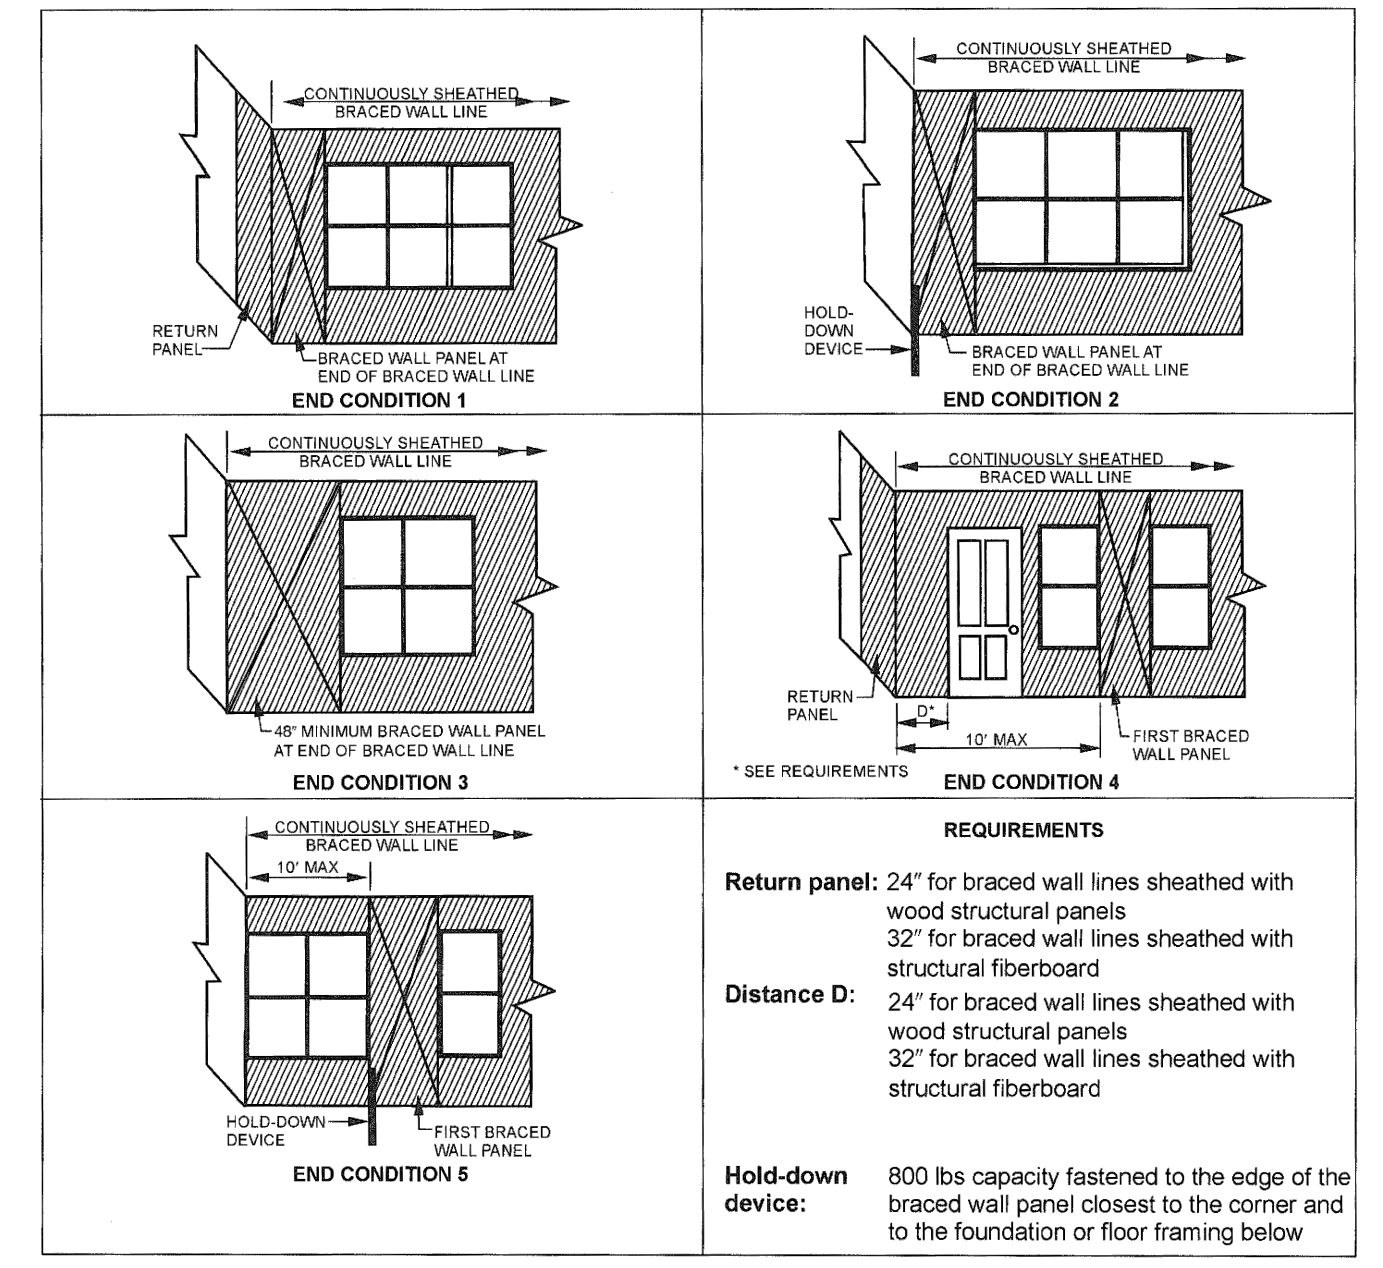 CONTINUOUSLY SHEATHED
BRACED WALL LINE
RETURN
PANEL
BRACED WALL PANEL AT
END OF BRACED WALL LINE
END CONDITION 1
CONTINUOUSLY SHEATHED
BRACED WALL LINE
HOLD-
DOWN
DEVICE
BRACED WALL PANEL AT
END OF BRACED WALL LINE
END CONDITION 2
CONTINUOUSLY SHEATHED
BRACED WALL LINE
48" MINIMUM BRACED WALL PANEL
AT END OF BRACED WALL LINE
END CONDITION 3
CONTINUOUSLY SHEATHED
BRACED WALL LINE
RETURN
PANEL
D*
10' MAX
FIRST BRACED
WALL PANEL
* SEE REQUIREMENTS
END CONDITION 4
CONTINUOUSLY SHEATHED
BRACED WALL LINE
10' MAX
HOLD-DOWN
DEVICE
FIRST BRACED
WALL PANEL
END CONDITION 5
REQUIREMENTS
Return panel: 24" for braced wall lines sheathed with
wood structural panels
32" for braced wall lines sheathed with
structural fiberboard
Distance D: 24" for braced wall lines sheathed with
wood structural panels
32" for braced wall lines sheathed with
structural fiberboard
Hold-down 800 lbs capacity fastened to the edge of the
device: braced wall panel closest to the corner and
to the foundation or floor framing below